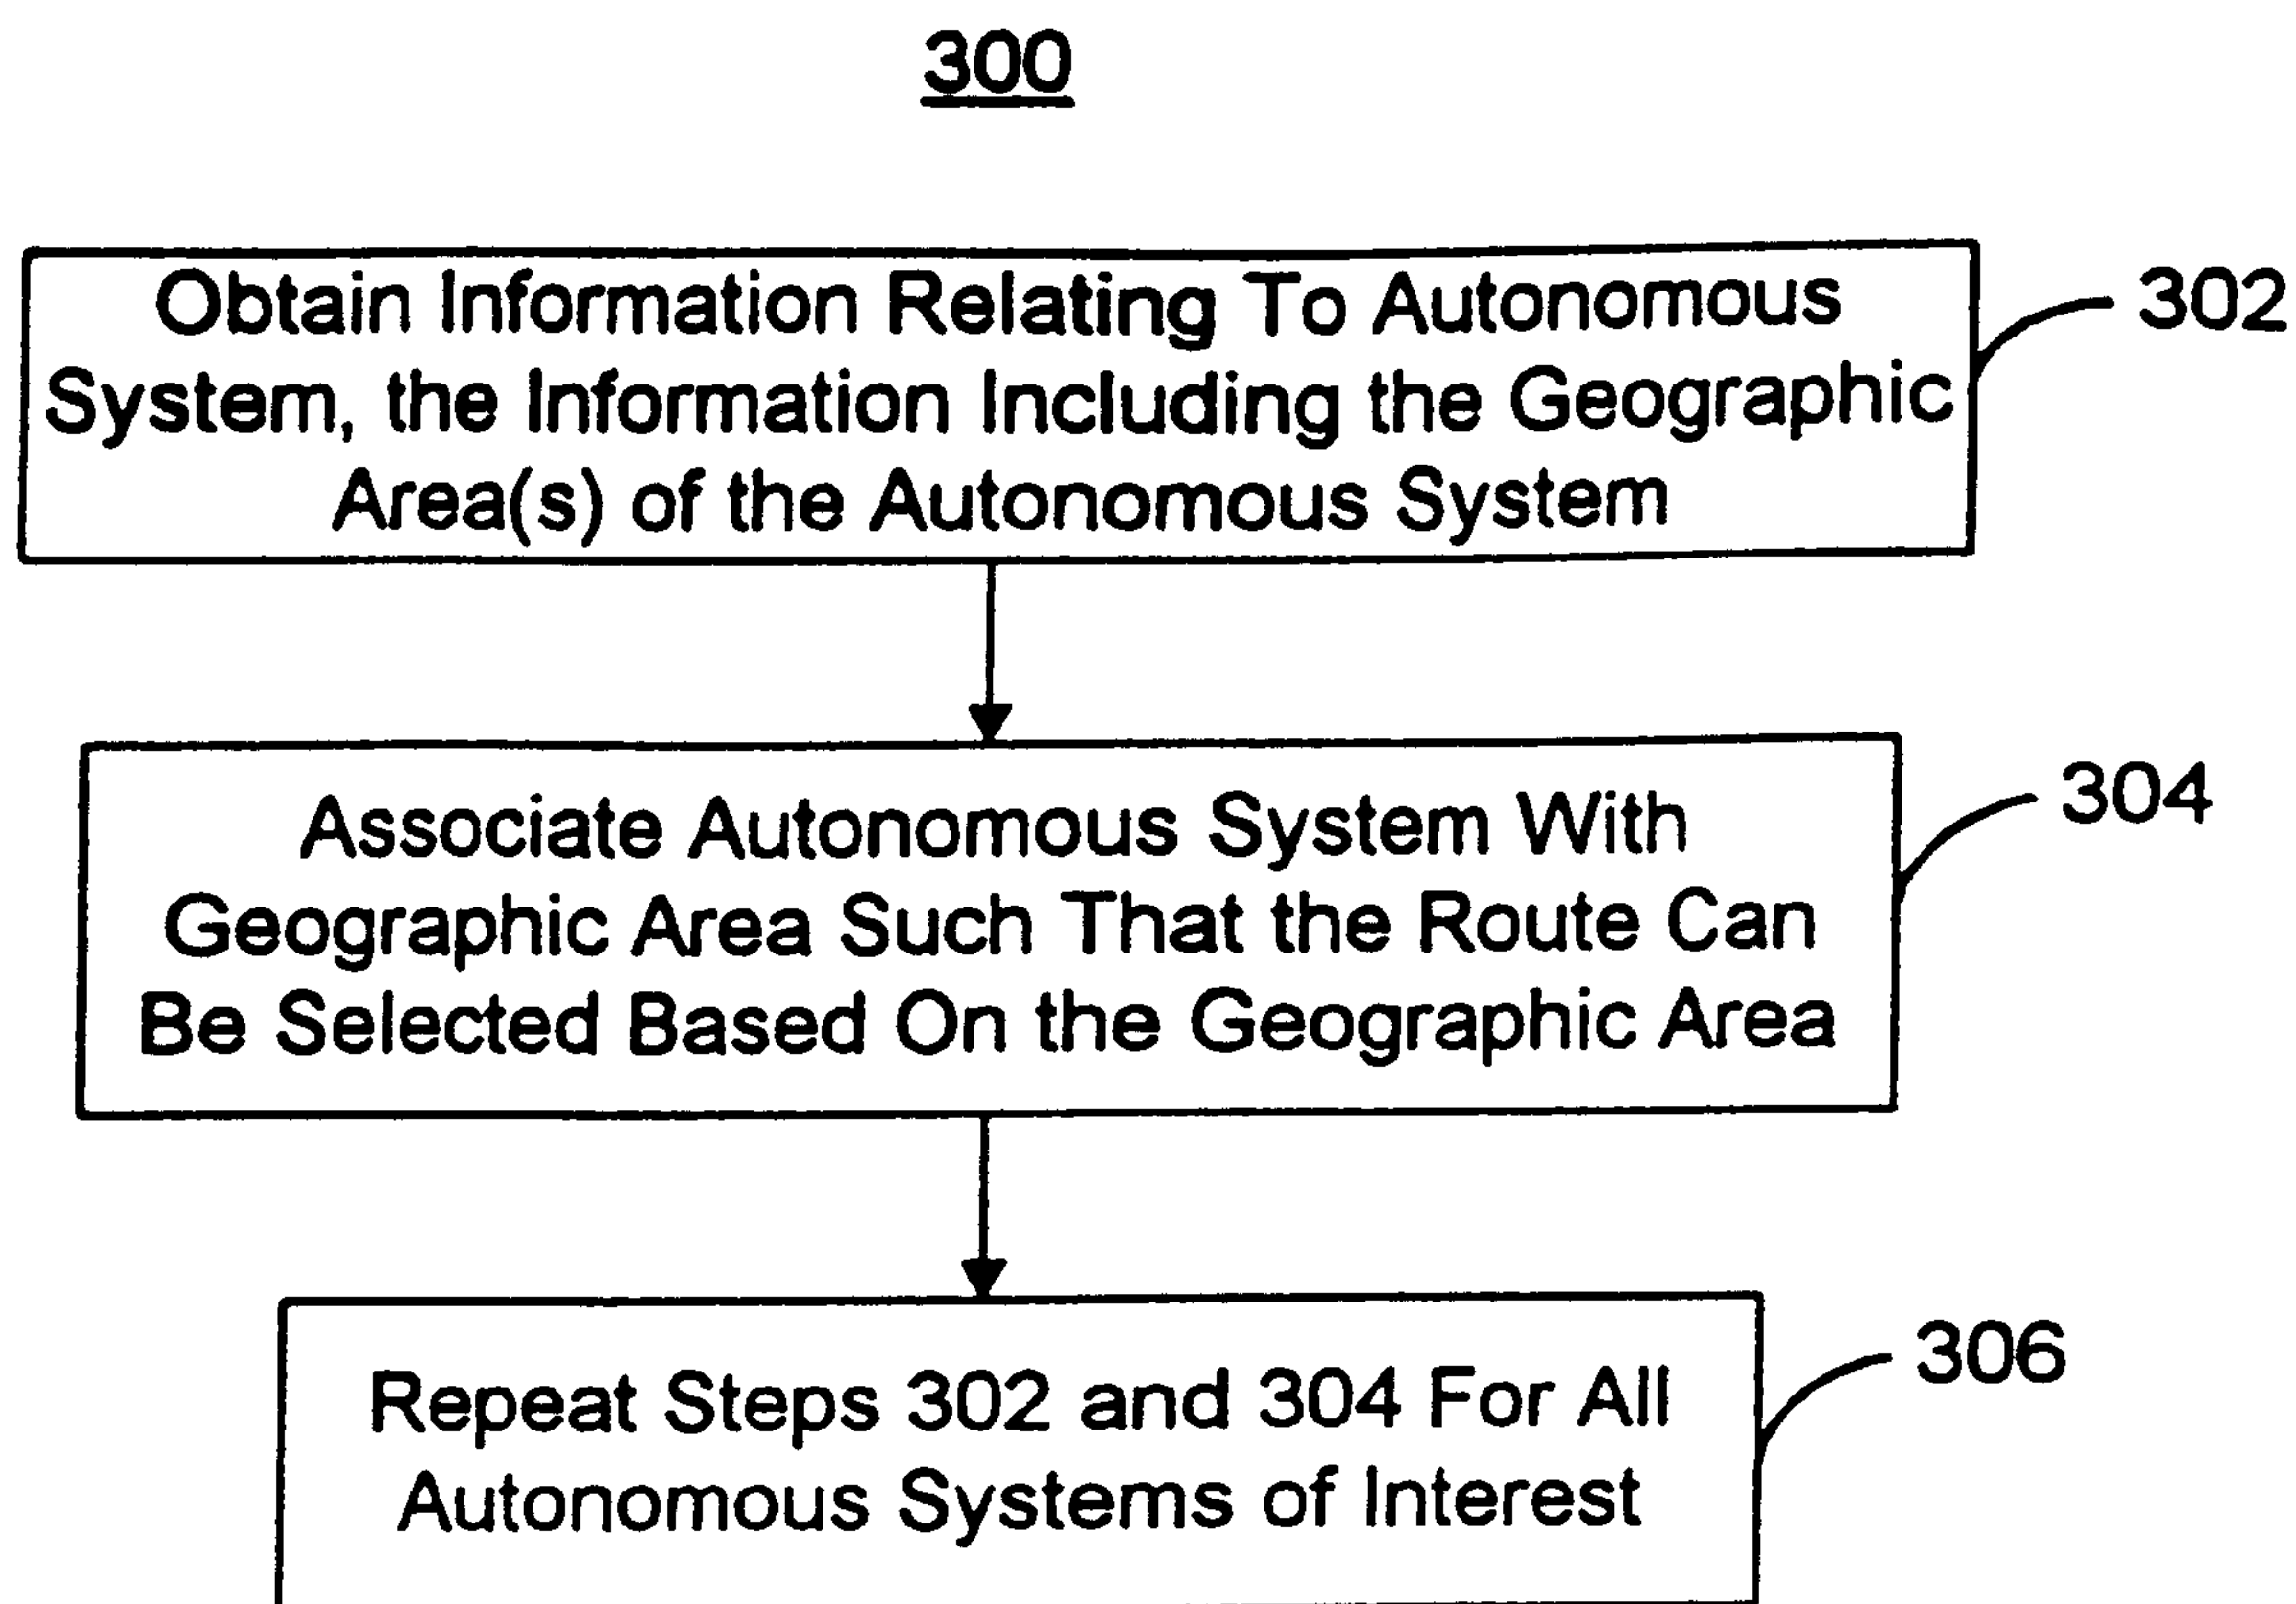 300
Obtain Information Relating To Autonomous
System, the Information Including the Geographic
Area(s) of the Autonomous System
302
Associate Autonomous System With
Geographic Area Such That the Route Can
Be Selected Based On the Geographic Area
304
Repeat Steps 302 and 304 For All
Autonomous Systems of Interest
306